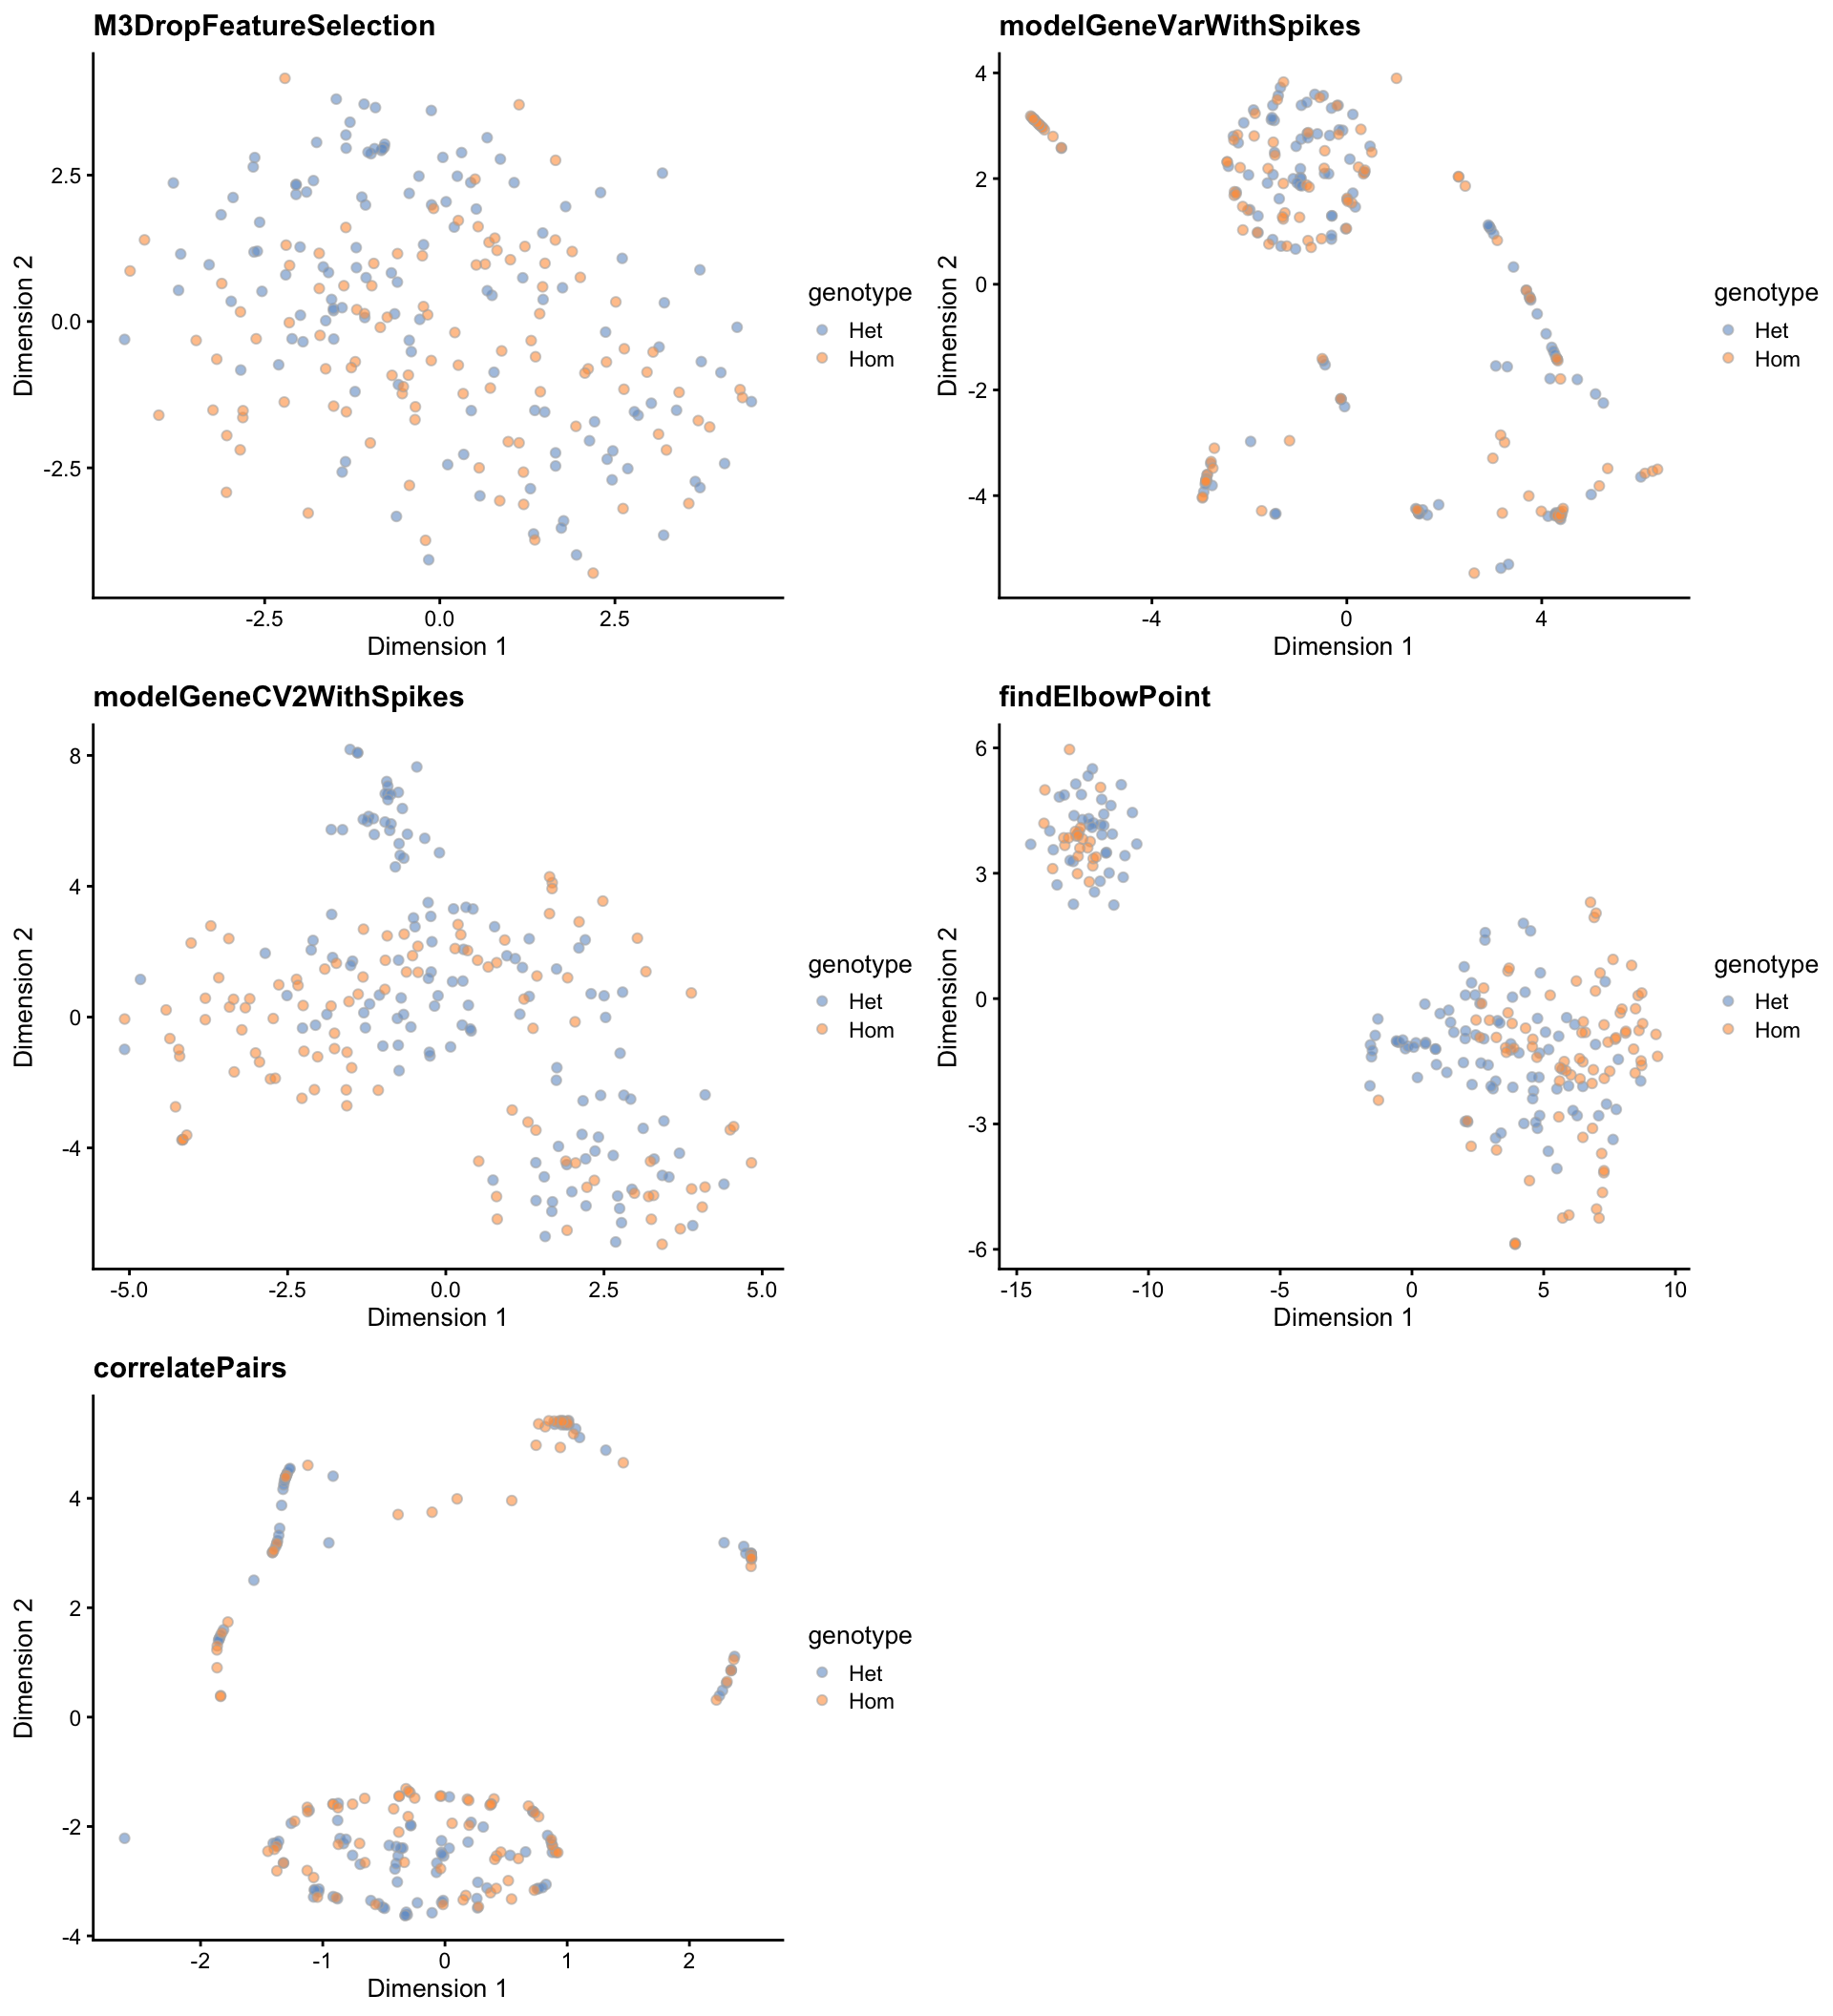 M3DropFeatureSelection
2.5
0.0
-2.5
Dimension 2
-2.5 0.0 2.5
Dimension 1
genotype
Het
Hom
modelGeneVarWithSpikes
4
2
0
-2
-4
Dimension 2
-4 0 4
Dimension 1
genotype
Het
Hom
modelGeneCV2WithSpikes
8
4
0
-4
Dimension 2
-5.0 -2.5 0.0 2.5 5.0
Dimension 1
genotype
Het
Hom
findElbowPoint
6
3
0
-3
-6
Dimension 2
-15 -10 -5 0 5 10
Dimension 1
genotype
Het
Hom
correlatePairs
4
2
0
-2
-4
Dimension 2
-2 -1 0 1 2
Dimension 1
genotype
Het
Hom